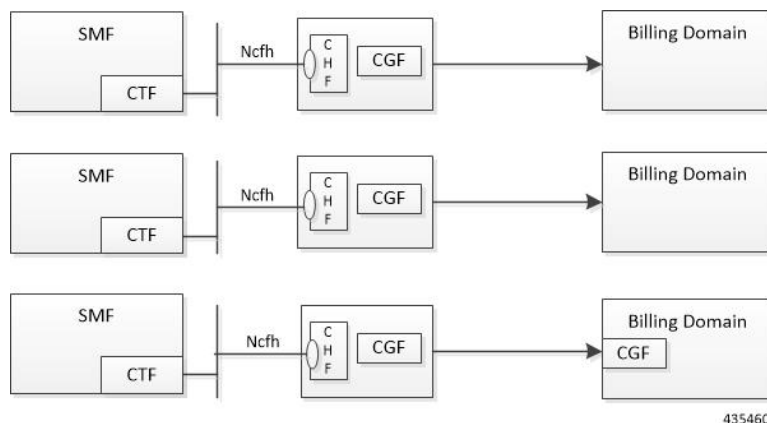 SMF
CTF
Ncfh
C
H
F
CGF
Billing Domain
SMF
CTF
Ncfh
C
H
F
CGF
Billing Domain
SMF
CTF
Ncfh
C
H
F
CGF
Billing Domain
CGF
435460